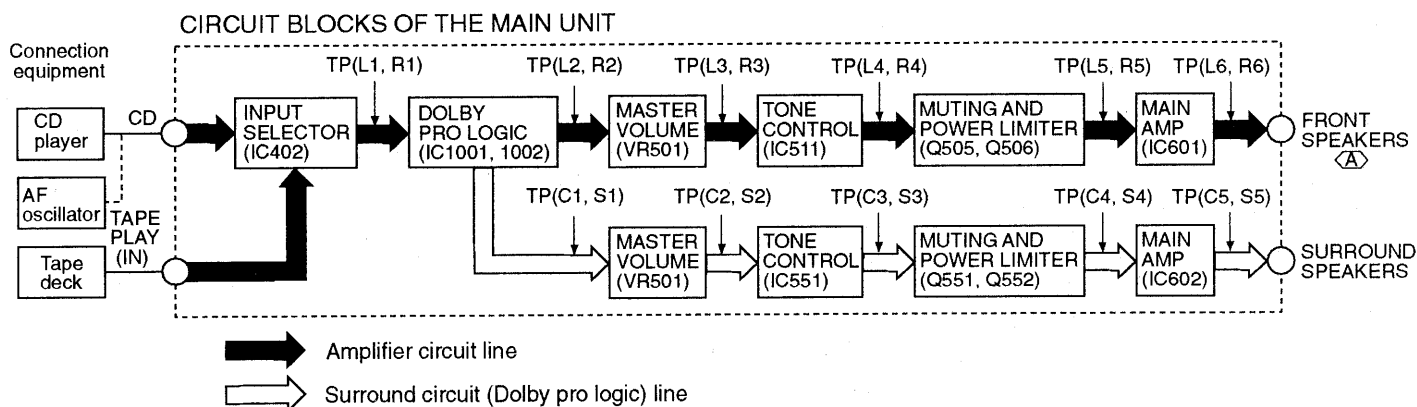 CIRCUIT BLOCKS OF THE MAIN UNIT
Connection
equipment
TP(L1, R1)
TP(L2, R2)
TP(L3, R3)
TP(L4, R4)
TP(L5, R5)
TP(L6, R6)
CD
player
CD
INPUT
SELECTOR
(IC402)
DOLBY
PRO LOGIC
(IC1001, 1002)
MASTER
VOLUME
(VR501)
TONE
CONTROL
(IC511)
MUTING AND
POWER LIMITER
(Q505, Q506)
MAIN
AMP
(IC601)
FRONT
SPEAKERS
A
AF
oscillator
TAPE
PLAY
(IN)
Tape
deck
TP(C1, S1)
TP(C2, S2)
TP(C3, S3)
TP(C4, S4)
TP(C5, S5)
MASTER
VOLUME
(VR501)
TONE
CONTROL
(IC551)
MUTING AND
POWER LIMITER
(Q551, Q552)
MAIN
AMP
(IC602)
SURROUND
SPEAKERS
Amplifier circuit line
Surround circuit (Dolby pro logic) line